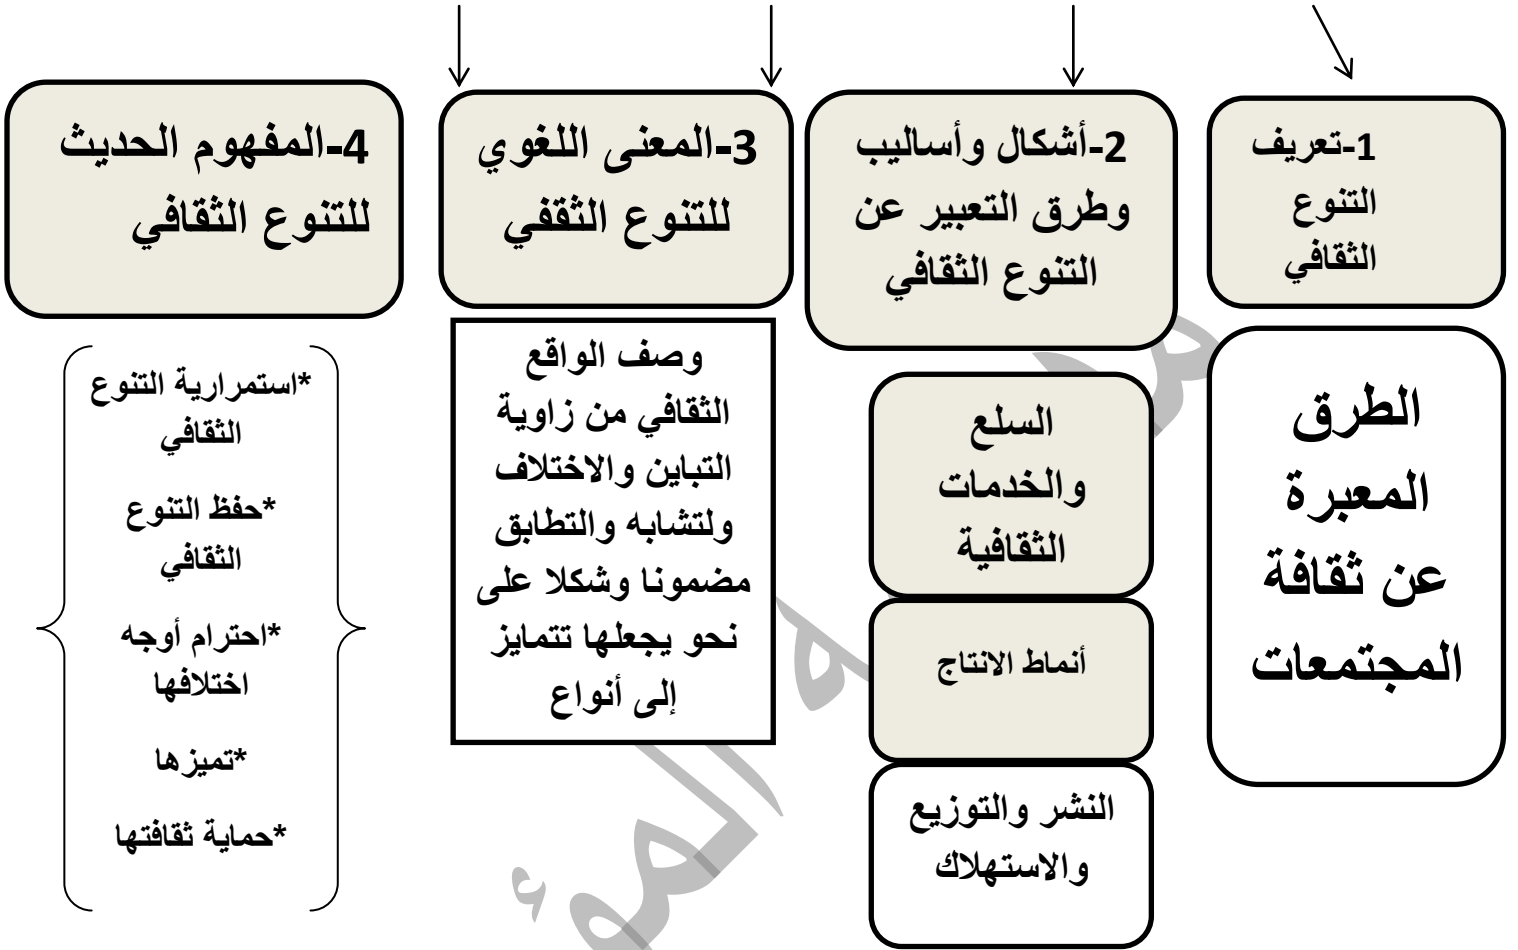 1-تعريف
التنوع
الثقافي
الطرق
المعبرة
عن ثقافة
المجتمعات
2-أشكال وأساليب
وطرق التعبير عن
التنوع الثقافي
السلع
والخدمات
الثقافية
أنماط الانتاج
النشر والتوزيع
والاستهلاك
3-المعنى اللغوي
للتنوع الثقفي
وصف الواقع
الثقافي من زاوية
التباين والاختلاف
ولتشابه والتطابق
مضمونا وشكلا على
نحو يجعلها تتمايز
إلى أنواع
4-المفهوم الحديث
للتنوع الثقافي
*استمرارية التنوع
الثقافي
*حفظ التنوع
الثقافي
*احترام أوجه
اختلافها
*تميزها
*حماية ثقافتها